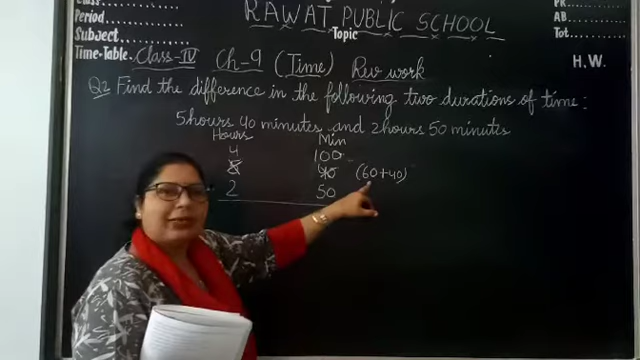 RAWAT PUBLIC SCHOOL
Class
Period
Subject
Topic
PR
AB
Tot
Time-Table Class-IV Ch-9 (Time) Rev work
H.W.
Q2 Find the difference in the following two durations of time:
5hours 40 minutes and 2hours 50 minutes
Hours Min
4 100
5 40 (60+40)
2 50